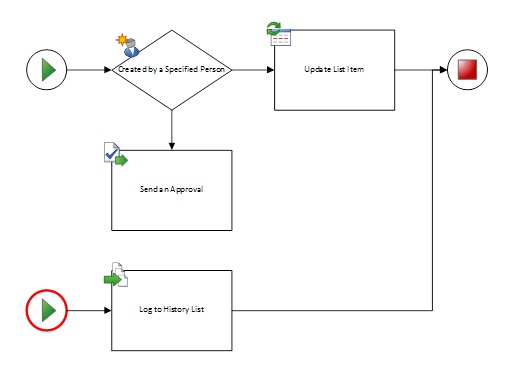 Created by a Specified Person
Update List Item
Send an Approval
Log to History List